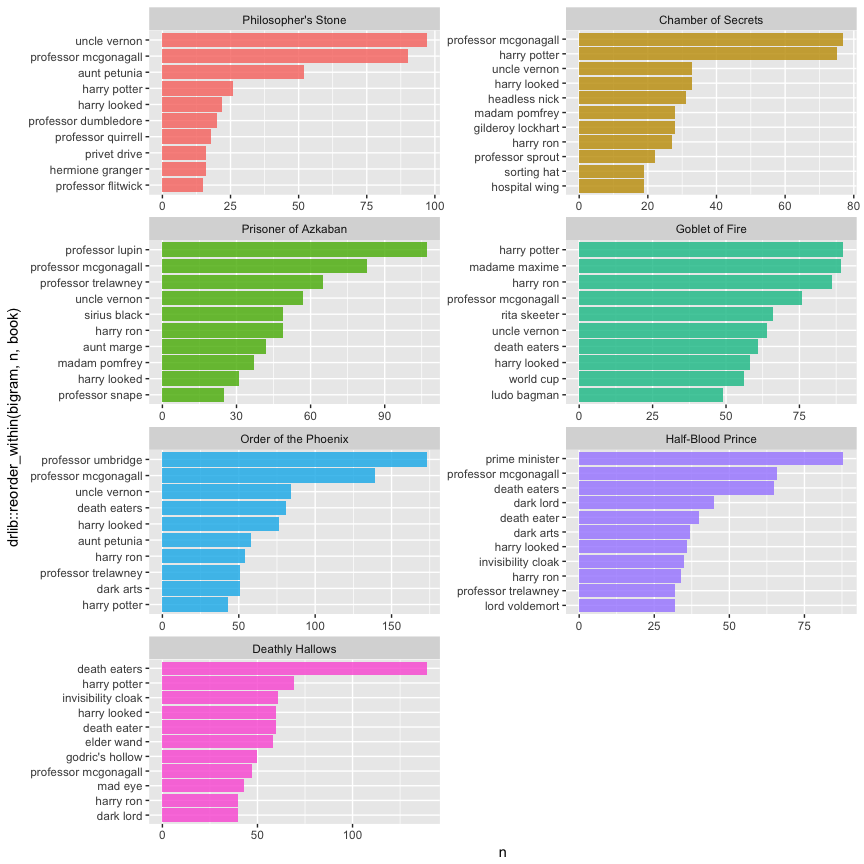 Philosopher's Stone
uncle vernon
professor mcgonagall
aunt petunia
harry potter
harry looked
professor dumbledore
professor quirrell
privet drive
hermione granger
professor flitwick
0 25 50 75 100
Chamber of Secrets
professor mcgonagall
harry potter
uncle vernon
harry looked
headless nick
madam pomfrey
gilderoy lockhart
harry ron
professor sprout
sorting hat
hospital wing
0 20 40 60 80
Prisoner of Azkaban
professor lupin
professor mcgonagall
professor trelawney
uncle vernon
sirius black
harry ron
aunt marge
madam pomfrey
harry looked
professor snape
0 30 60 90
Goblet of Fire
harry potter
madame maxime
harry ron
professor mcgonagall
rita skeeter
uncle vernon
death eaters
harry looked
world cup
ludo bagman
0 25 50 75
Order of the Phoenix
professor umbridge
professor mcgonagall
uncle vernon
death eaters
harry looked
aunt petunia
harry ron
professor trelawney
dark arts
harry potter
0 50 100 150
Half-Blood Prince
prime minister
professor mcgonagall
death eaters
dark lord
death eater
dark arts
harry looked
invisibility cloak
harry ron
professor trelawney
lord voldemort
0 25 50 75
Deathly Hallows
death eaters
harry potter
invisibility cloak
harry looked
death eater
elder wand
godric's hollow
professor mcgonagall
mad eye
harry ron
dark lord
0 50 100
drlib::reorder_within(bigram, n, book)
n